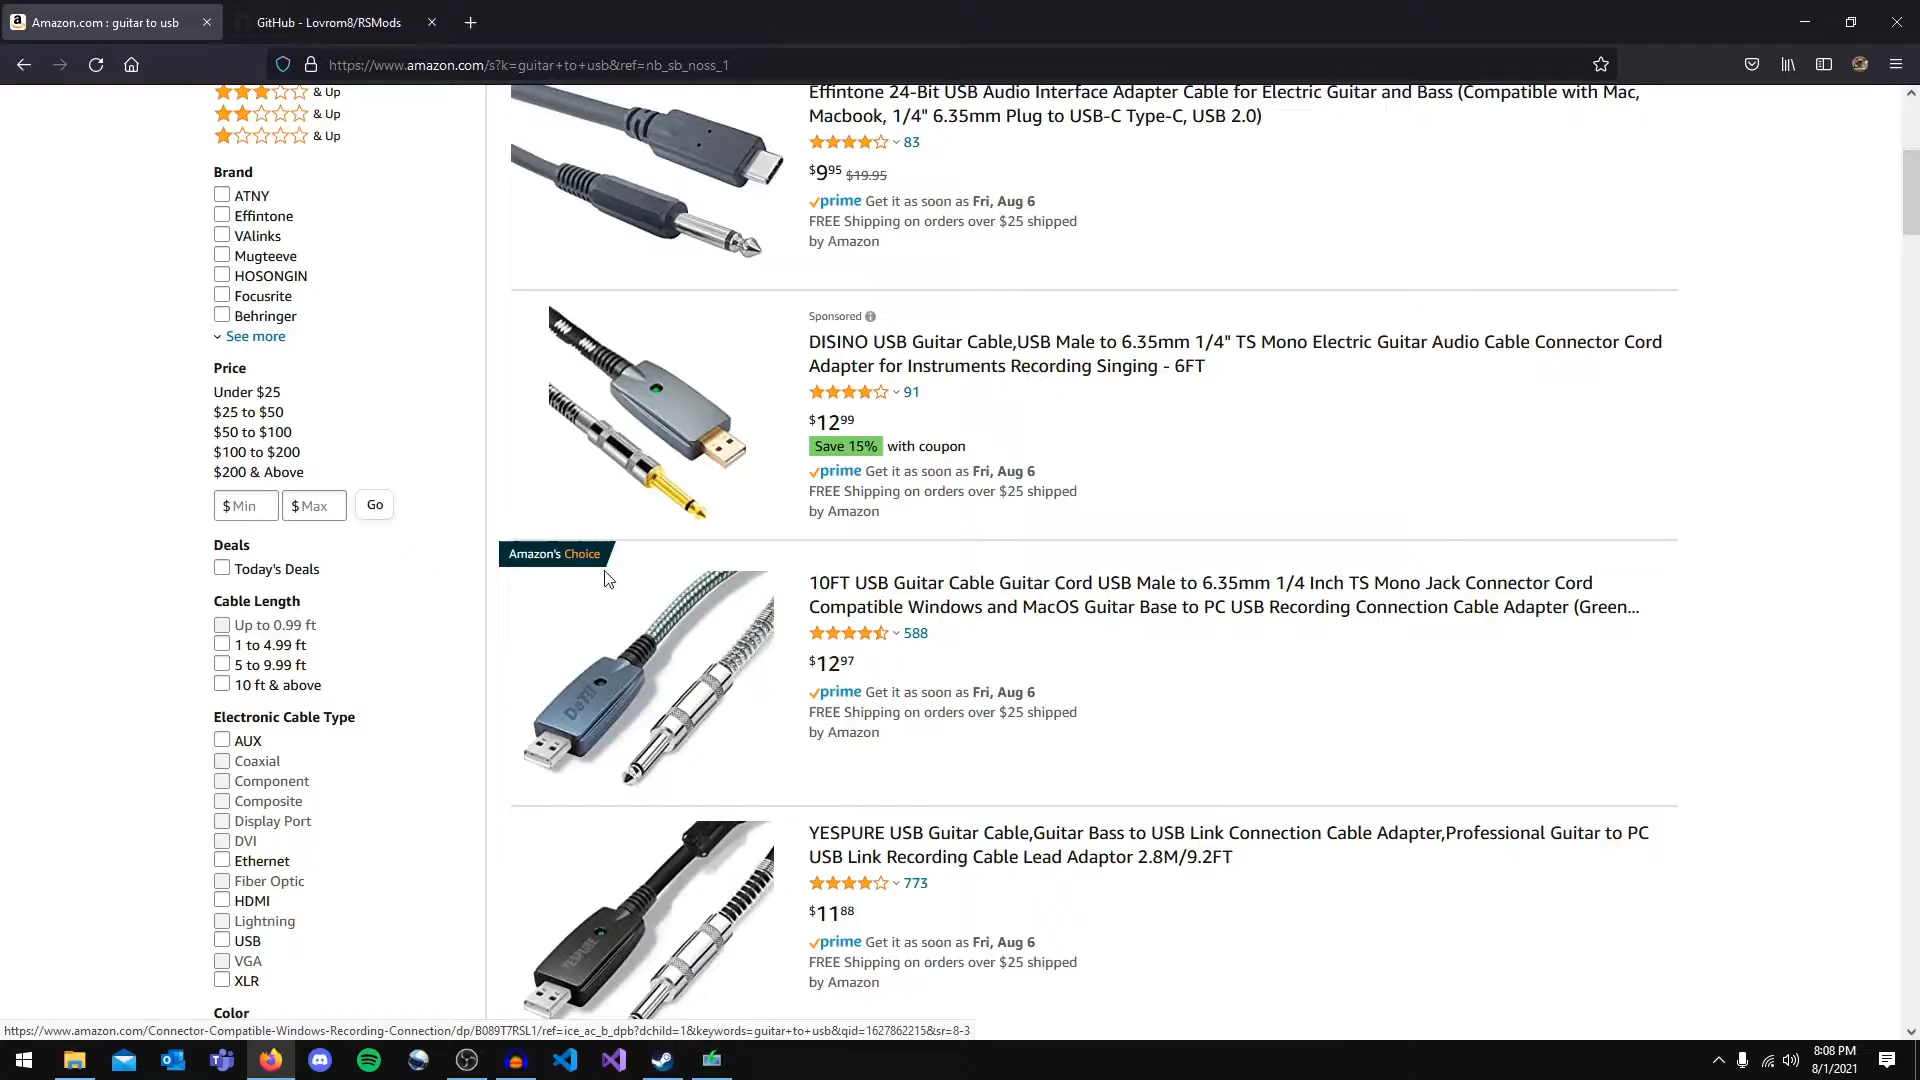 Amazon.com : guitar to usb
GitHub - Lovrom8/RSMods
https://www.amazon.com/s?k=guitar+to+usb&ref=nb_sb_noss_1
& Up
& Up
& Up
Brand
ATNY
Effintone
VAlinks
Mugteeve
HOSONGIN
Focusrite
Behringer
See more
Price
Under $25
$25 to $50
$50 to $100
$100 to $200
$200 & Above
$ Min
$ Max
Go
Deals
Today's Deals
Cable Length
Up to 0.99 ft
1 to 4.99 ft
5 to 9.99 ft
10 ft & above
Electronic Cable Type
AUX
Coaxial
Component
Composite
Display Port
DVI
Ethernet
Fiber Optic
HDMI
Lightning
USB
VGA
XLR
Color
Effintone 24-Bit USB Audio Interface Adapter Cable for Electric Guitar and Bass (Compatible with Mac,
Macbook, 1/4" 6.35mm Plug to USB-C Type-C, USB 2.0)
83
$9 95 $19.95
prime Get it as soon as Fri, Aug 6
FREE Shipping on orders over $25 shipped
by Amazon
Sponsored
DISINO USB Guitar Cable,USB Male to 6.35mm 1/4" TS Mono Electric Guitar Audio Cable Connector Cord
Adapter for Instruments Recording Singing - 6FT
91
$12 99
Save 15% with coupon
prime Get it as soon as Fri, Aug 6
FREE Shipping on orders over $25 shipped
by Amazon
Amazon's Choice
DeTil
10FT USB Guitar Cable Guitar Cord USB Male to 6.35mm 1/4 Inch TS Mono Jack Connector Cord
Compatible Windows and MacOS Guitar Base to PC USB Recording Connection Cable Adapter (Green...
588
$12 97
prime Get it as soon as Fri, Aug 6
FREE Shipping on orders over $25 shipped
by Amazon
YESPURE
YESPURE USB Guitar Cable,Guitar Bass to USB Link Connection Cable Adapter,Professional Guitar to PC
USB Link Recording Cable Lead Adaptor 2.8M/9.2FT
773
$11 88
prime Get it as soon as Fri, Aug 6
FREE Shipping on orders over $25 shipped
by Amazon
https://www.amazon.com/Connector-Compatible-Windows-Recording-Connection/dp/B089T7RSL1/ref=ice_ac_b_dpb?dchild=1&keywords=guitar+to+usb&qid=1627862215&sr=8-3
8:08 PM
8/1/2021